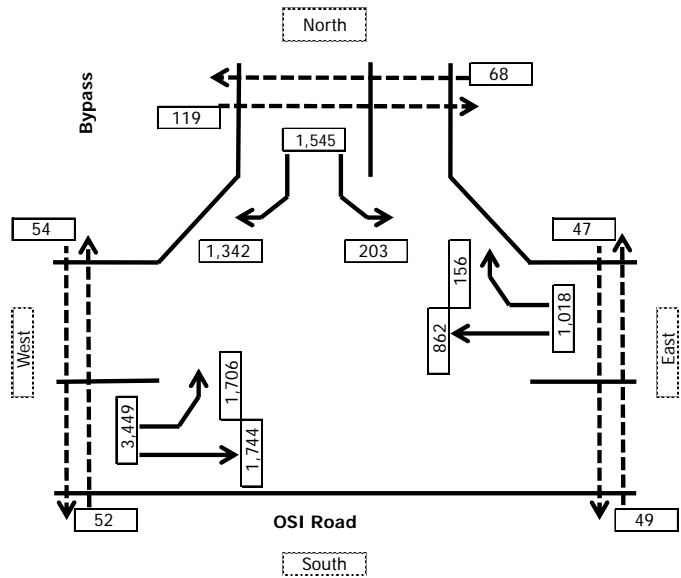 North
68
Bypass
119
1,545
54
47
1,342
203
156
1,018
862
West
East
1,706
3,449
1,744
52
OSI Road
49
South